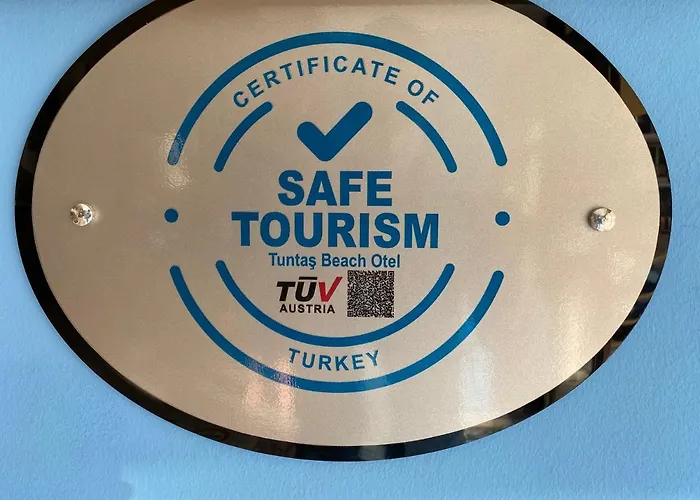 CERTIFICATE OF
SAFE
TOURISM
Tuntaş Beach Otel
TÜV
AUSTRIA
TURKEY